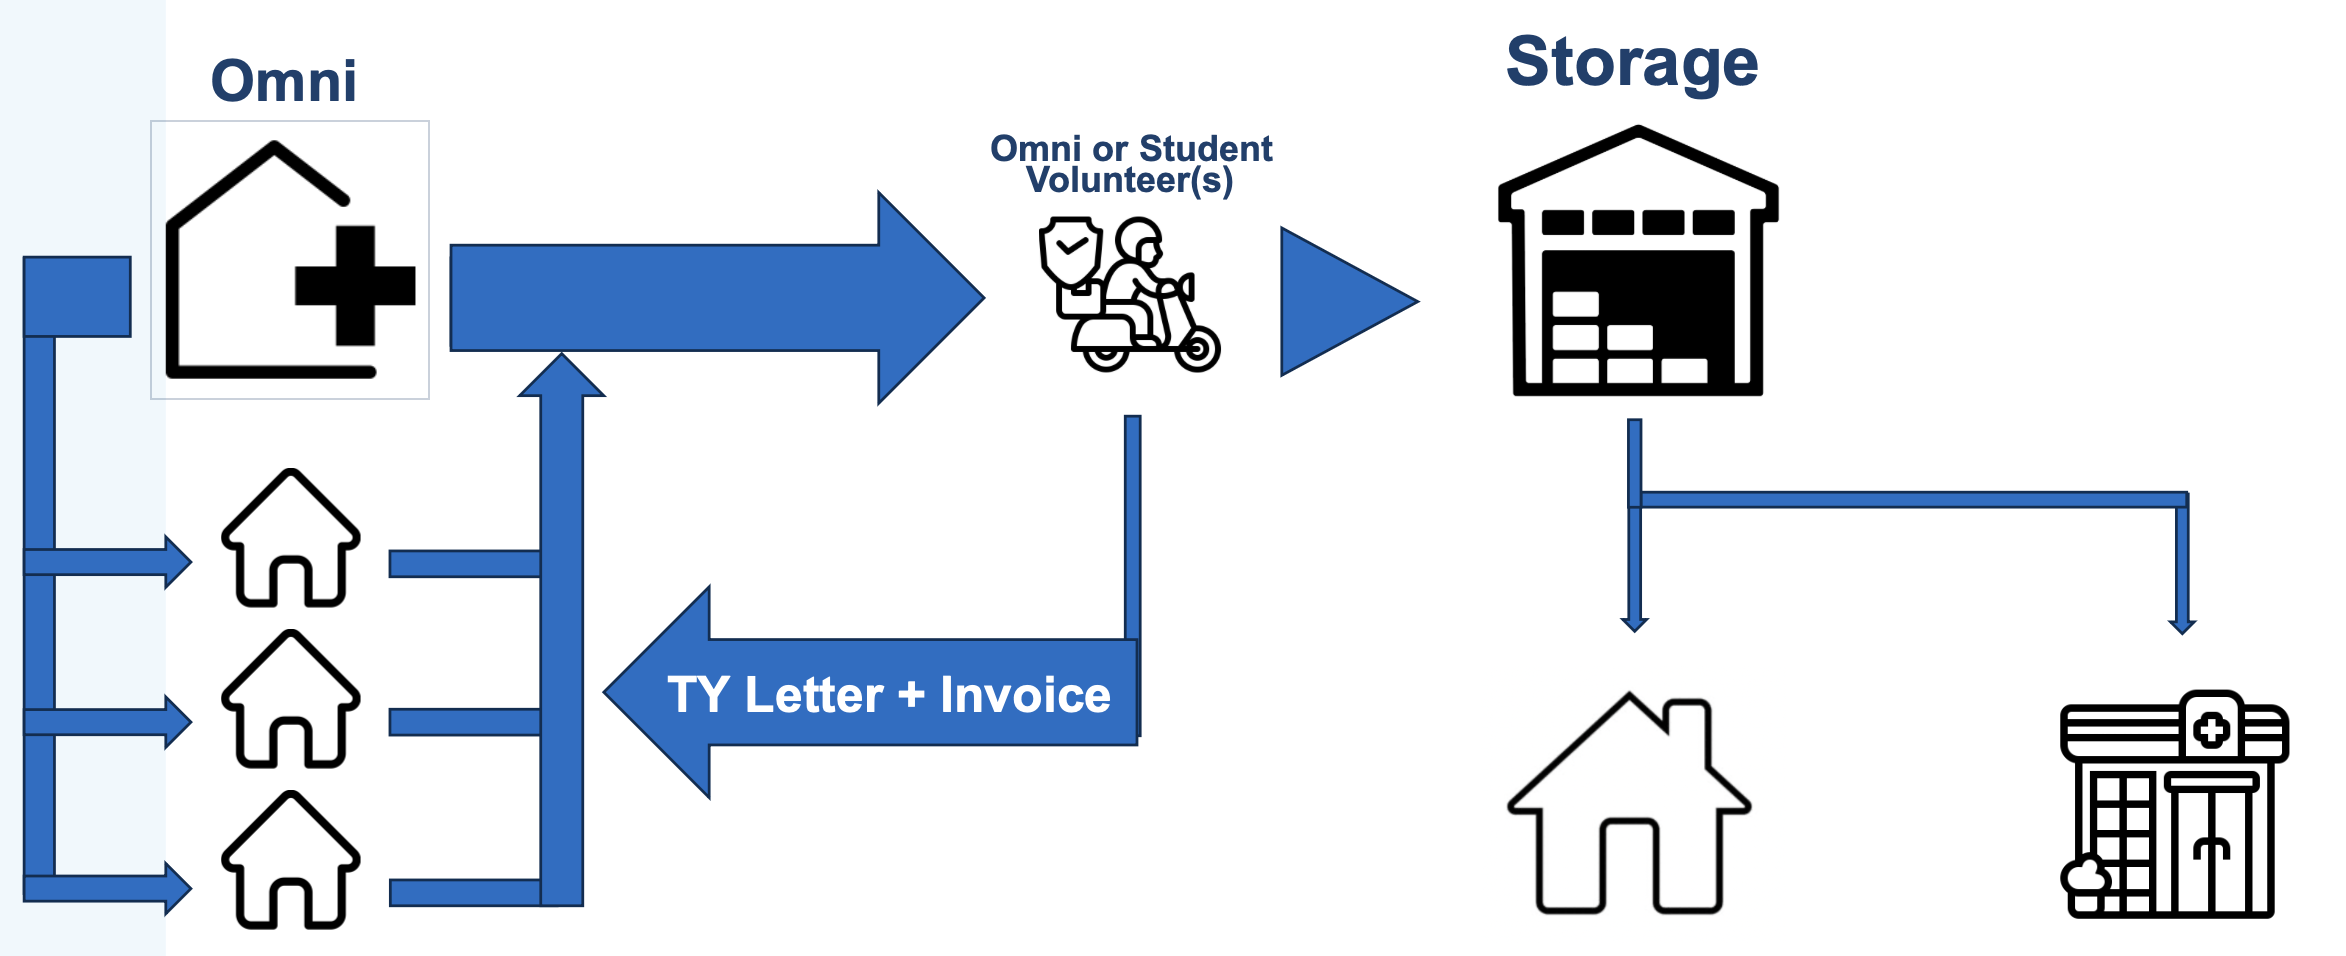 Omni
Storage
Omni or Student
Volunteer(s)
TY Letter + Invoice